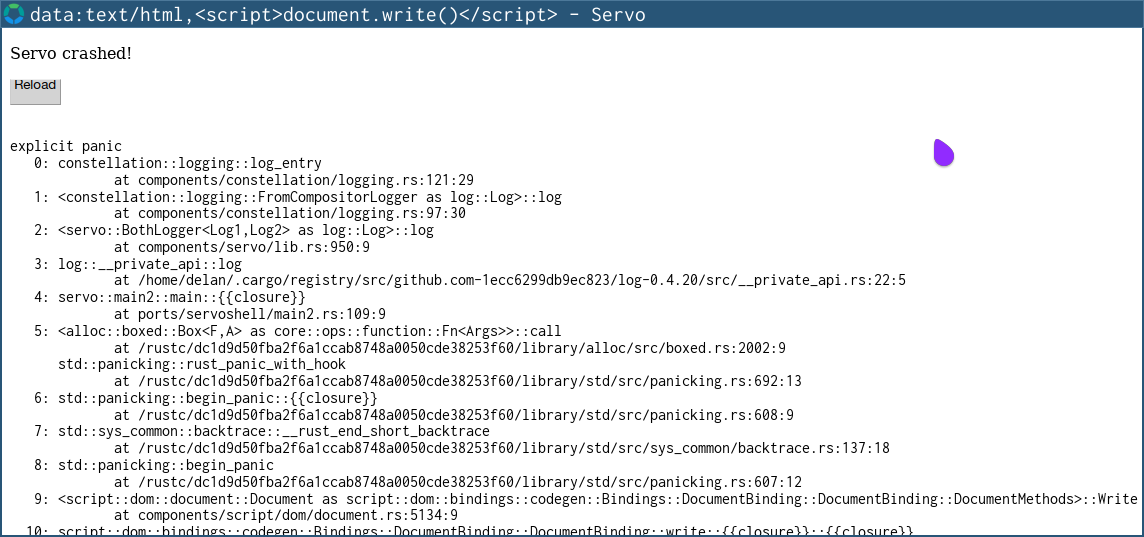 data:text/html,<script>document.write()</script> – Servo
Servo crashed!
Reload
explicit panic
0: constellation::logging::log_entry
at components/constellation/logging.rs:121:29
1: <constellation::logging::FromCompositorLogger as log::Log>::log
at components/constellation/logging.rs:97:30
2: <servo::BothLogger<Log1,Log2> as log::Log>::log
at components/servo/lib.rs:950:9
3: log::__private_api::log
at /home/delan/.cargo/registry/src/github.com-1ecc6299db9ec823/log-0.4.20/src/__private_api.rs:22:5
4: servo::main2::main::{{closure}}
at ports/servoshell/main2.rs:109:9
5: <alloc::boxed::Box<F,A> as core::ops::function::Fn<Args>>::call
at /rustc/dc1d9d50fba2f6a1ccab8748a0050cde38253f60/library/alloc/src/boxed.rs:2002:9
std::panicking::rust_panic_with_hook
at /rustc/dc1d9d50fba2f6a1ccab8748a0050cde38253f60/library/std/src/panicking.rs:692:13
6: std::panicking::begin_panic::{{closure}}
at /rustc/dc1d9d50fba2f6a1ccab8748a0050cde38253f60/library/std/src/panicking.rs:608:9
7: std::sys_common::backtrace::__rust_end_short_backtrace
at /rustc/dc1d9d50fba2f6a1ccab8748a0050cde38253f60/library/std/src/sys_common/backtrace.rs:137:18
8: std::panicking::begin_panic
at /rustc/dc1d9d50fba2f6a1ccab8748a0050cde38253f60/library/std/src/panicking.rs:607:12
9: <script::dom::document::Document as script::dom::bindings::codegen::Bindings::DocumentBinding::DocumentBinding::DocumentMethods>::Write
at components/script/dom/document.rs:5134:9
10: script::dom::bindings::codegen::Bindings::DocumentBinding::DocumentBinding::write::{{closure}}::{{closure}}